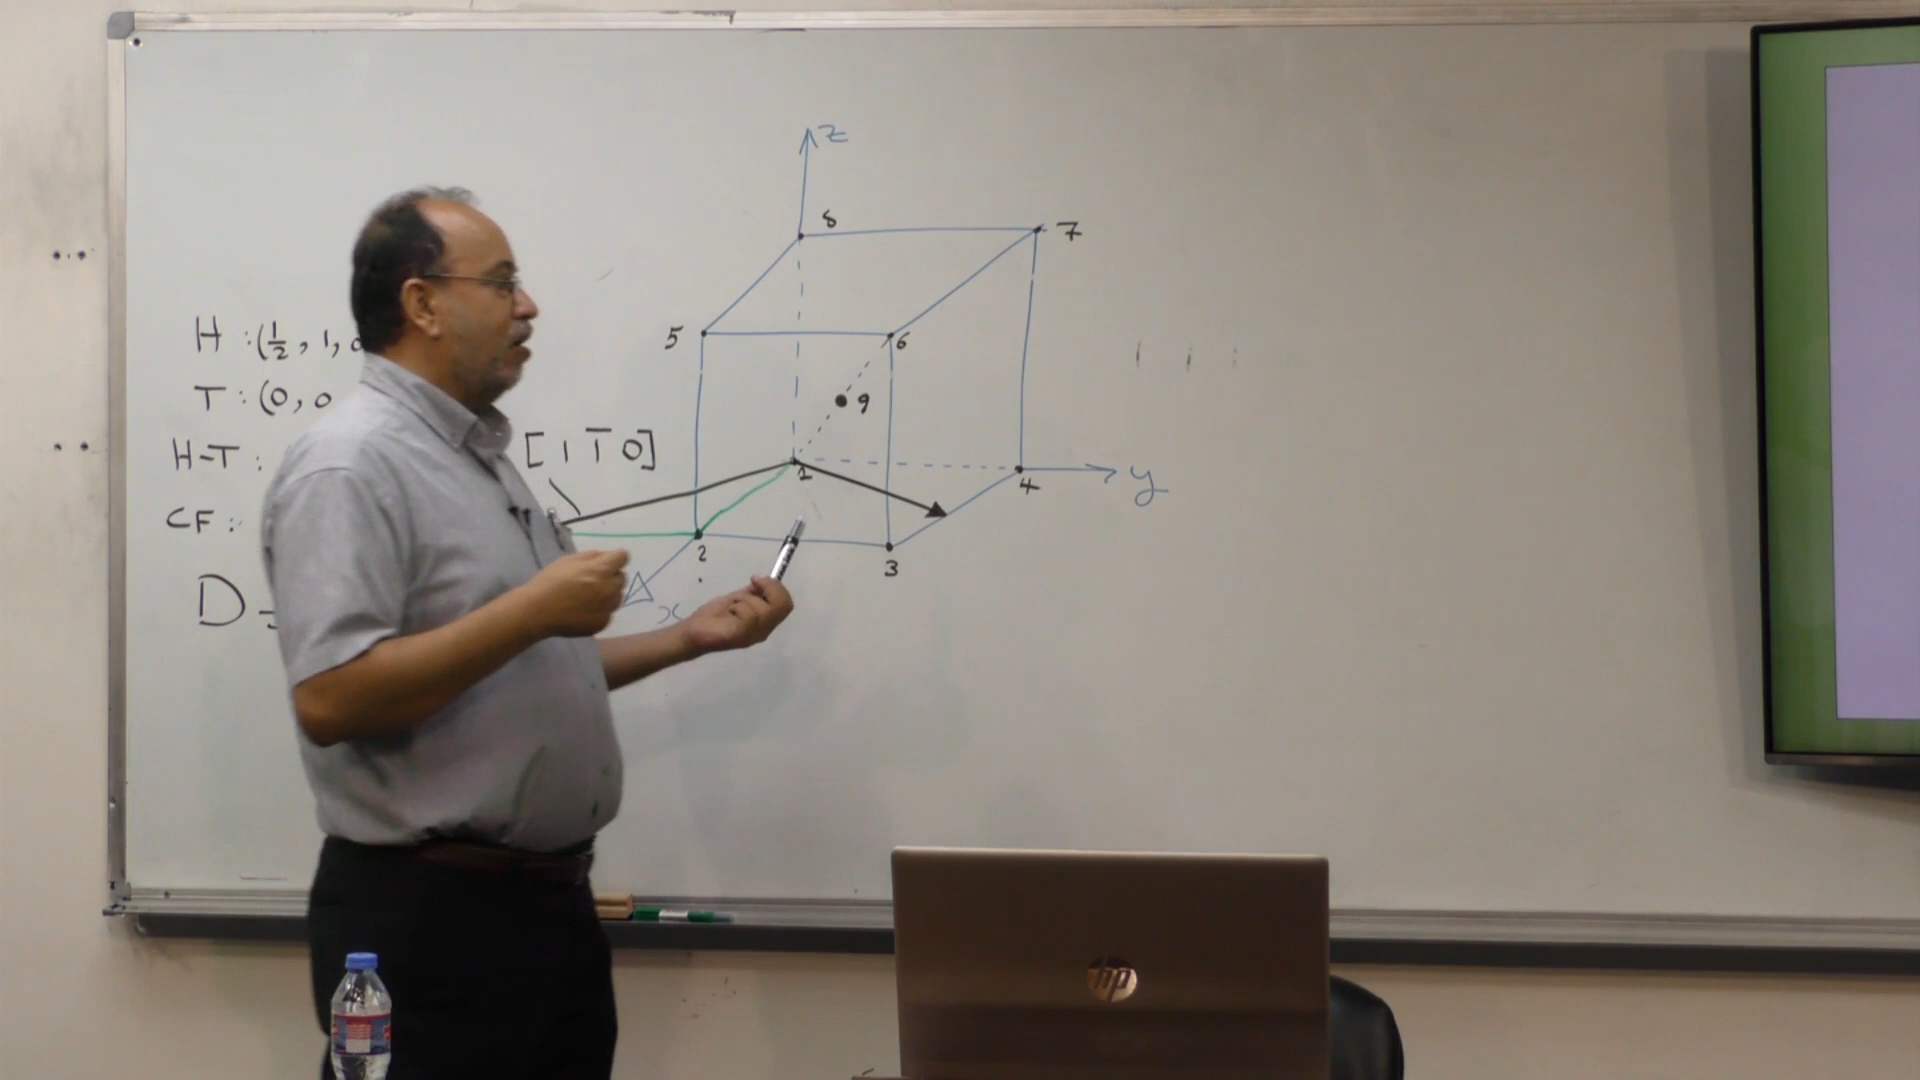 z
8
7
5
6
H : (1/2, 1, 0
9
T : (0, 0
[1 1̅ 0]
H-T :
1
4
y
CF :
2
3
D =
x
hp